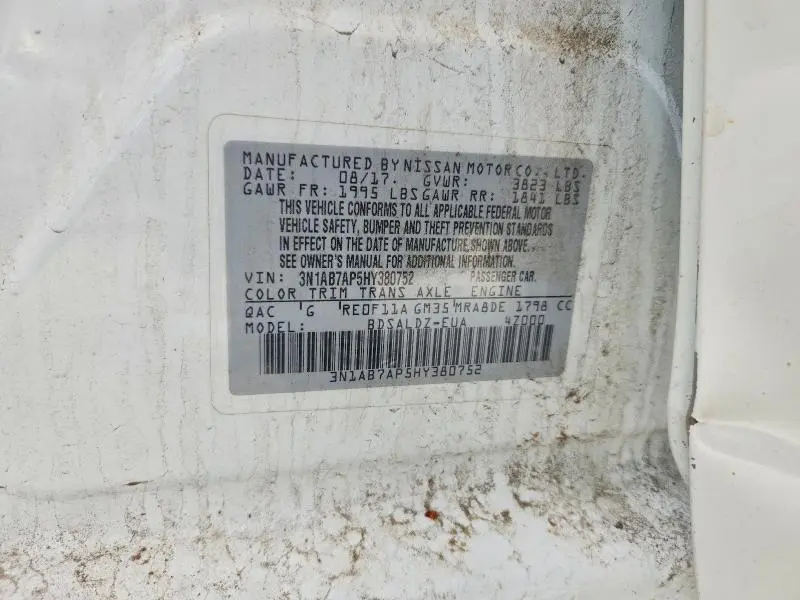 MANUFACTURED BY NISSAN MOTOR CO., LTD.
DATE: 08/17. GVWR: 3823 LBS
GAWR FR: 1995 LBS GAWR RR: 1841 LBS
THIS VEHICLE CONFORMS TO ALL APPLICABLE FEDERAL MOTOR
VEHICLE SAFETY, BUMPER AND THEFT PREVENTION STANDARDS
IN EFFECT ON THE DATE OF MANUFACTURE SHOWN ABOVE.
SEE OWNER'S MANUAL FOR ADDITIONAL INFORMATION.
VIN: 3N1AB7AP5HY380752 PASSENGER CAR.
COLOR TRIM TRANS AXLE ENGINE
QAC G RE0F11A GM35 MRA8DE 1798 CC
MODEL: BDSALDZ-EUA 47000
3N1AB7AP5HY380752